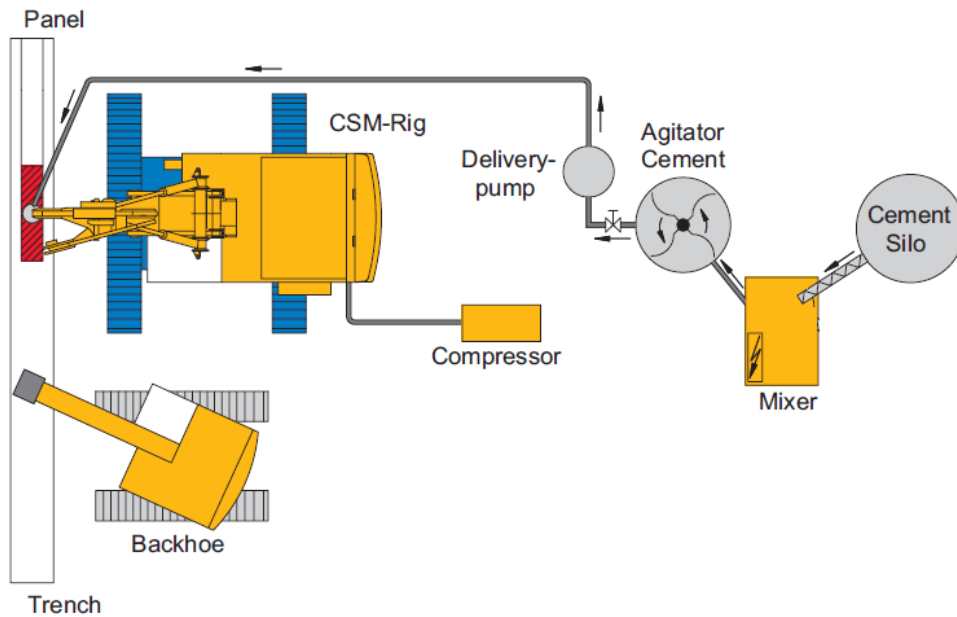 Panel
CSM-Rig
Delivery-
pump
Agitator
Cement
Cement
Silo
Compressor
Mixer
Backhoe
Trench